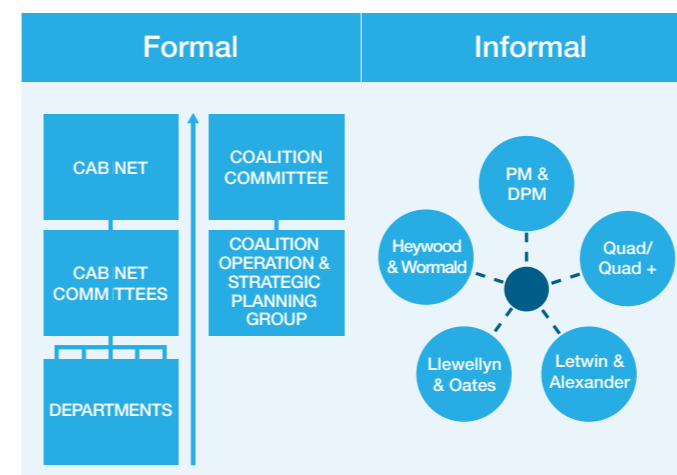 Formal
Informal
CAB NET
CAB NET
COMM TTEES
DEPARTMENTS
COALITION
COMMITTEE
COALITION
OPERATION &
STRATEGIC
PLANNING
GROUP
PM &
DPM
Heywood
& Wormald
Quad/
Quad +
Llewellyn
& Oates
Letwin &
Alexander